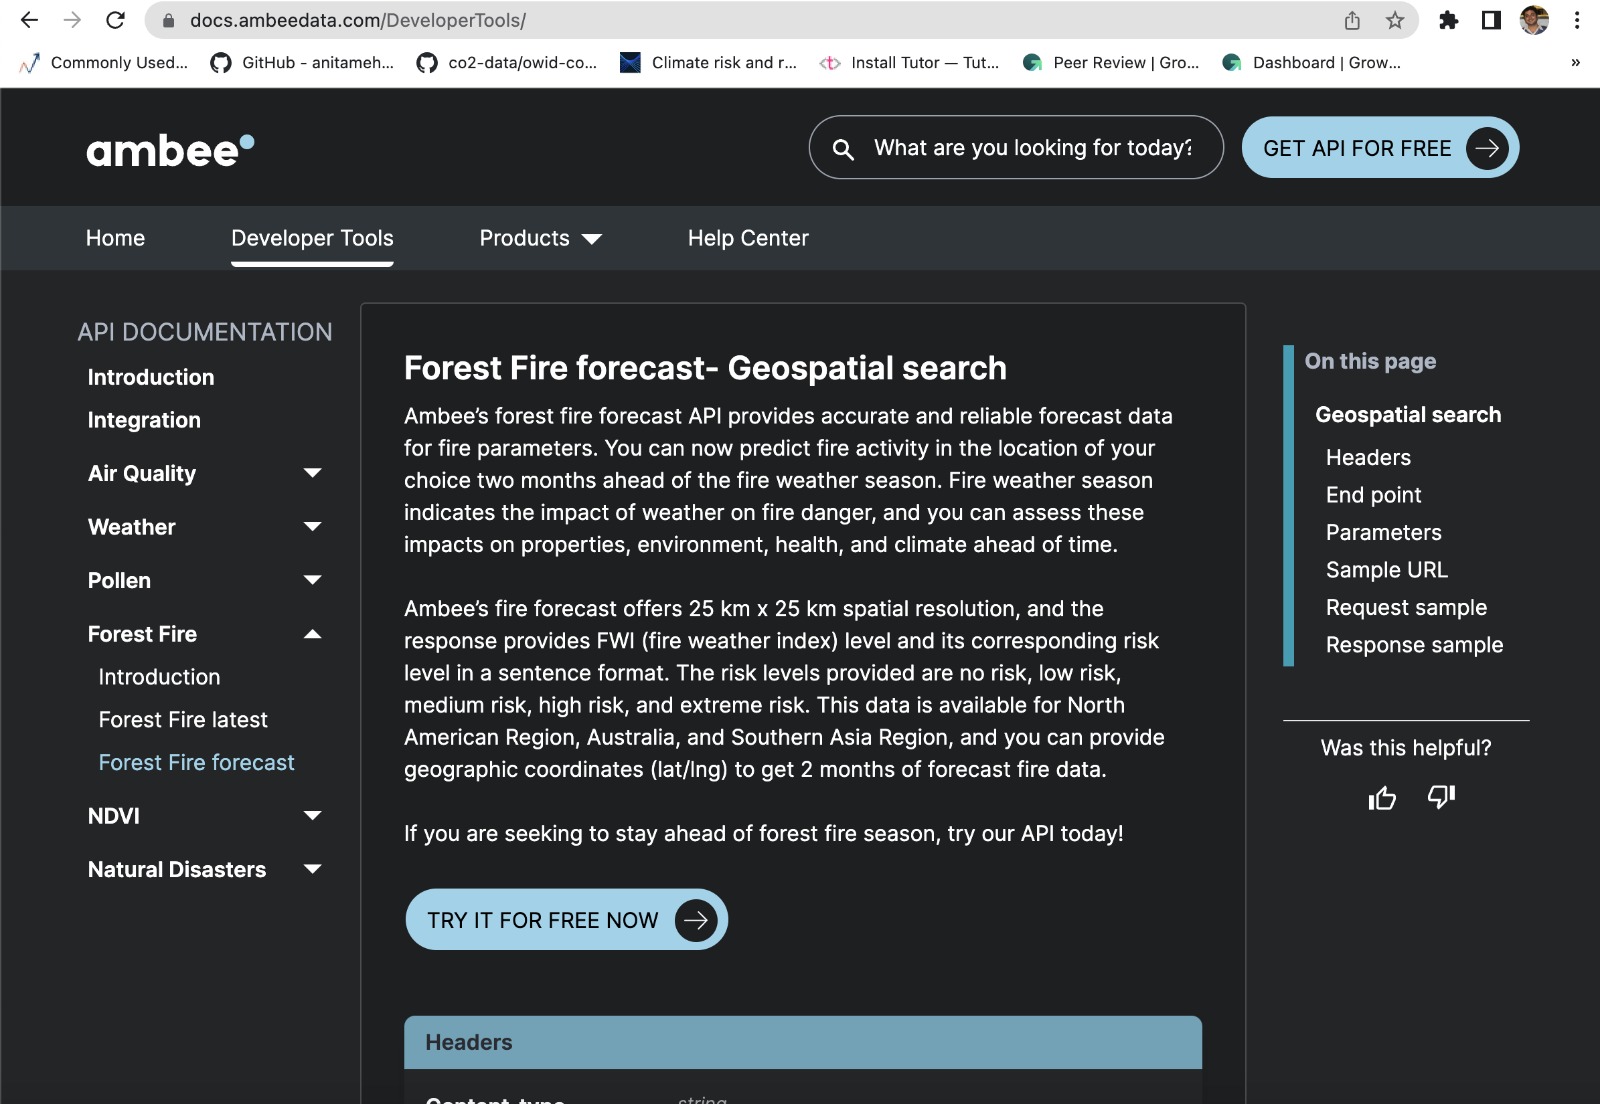 docs.ambeedata.com/DeveloperTools/
Commonly Used... GitHub - anitameh... co2-data/owid-co... Climate risk and r... Install Tutor — Tut... Peer Review | Gro... Dashboard | Grow... »
ambee
What are you looking for today?
GET API FOR FREE
Home Developer Tools Products Help Center
API DOCUMENTATION
Introduction
Integration
Air Quality
Weather
Pollen
Forest Fire
Introduction
Forest Fire latest
Forest Fire forecast
NDVI
Natural Disasters
Forest Fire forecast- Geospatial search
Ambee’s forest fire forecast API provides accurate and reliable forecast data
for fire parameters. You can now predict fire activity in the location of your
choice two months ahead of the fire weather season. Fire weather season
indicates the impact of weather on fire danger, and you can assess these
impacts on properties, environment, health, and climate ahead of time.
Ambee’s fire forecast offers 25 km x 25 km spatial resolution, and the
response provides FWI (fire weather index) level and its corresponding risk
level in a sentence format. The risk levels provided are no risk, low risk,
medium risk, high risk, and extreme risk. This data is available for North
American Region, Australia, and Southern Asia Region, and you can provide
geographic coordinates (lat/lng) to get 2 months of forecast fire data.
If you are seeking to stay ahead of forest fire season, try our API today!
TRY IT FOR FREE NOW
Headers
Content-type string
On this page
Geospatial search
Headers
End point
Parameters
Sample URL
Request sample
Response sample
Was this helpful?